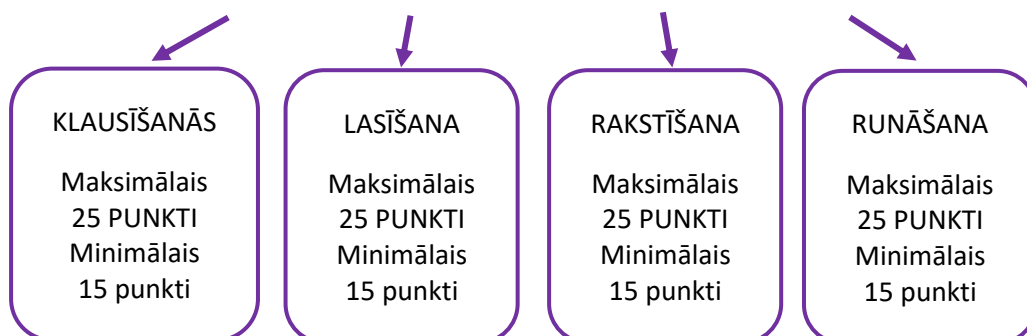 KLAUSĪŠANĀS
Maksimālais
25 PUNKTI
Minimālais
15 punkti
LASĪŠANA
Maksimālais
25 PUNKTI
Minimālais
15 punkti
RAKSTĪŠANA
Maksimālais
25 PUNKTI
Minimālais
15 punkti
RUNĀŠANA
Maksimālais
25 PUNKTI
Minimālais
15 punkti